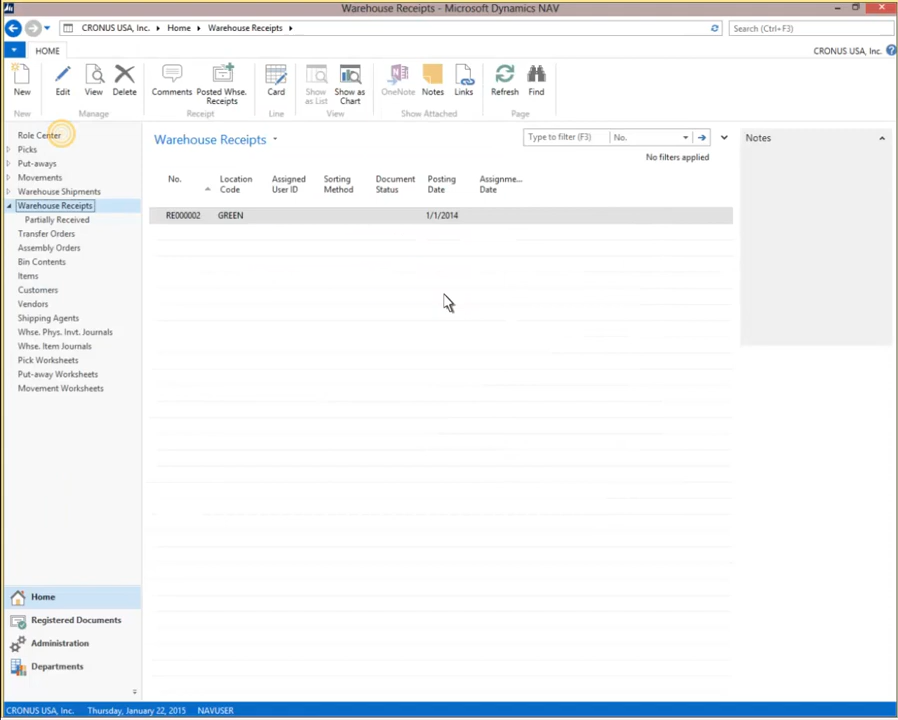 Warehouse Receipts - Microsoft Dynamics NAV
CRONUS USA, Inc. Home Warehouse Receipts
Search (Ctrl+F3)
HOME
CRONUS USA, Inc.
New
Edit
View
Delete
Comments
Posted Whse.
Receipts
Card
Show
as List
Show as
Chart
OneNote
Notes
Links
Refresh
Find
New
Manage
Receipt
Line
View
Show Attached
Page
Role Center
Picks
Put-aways
Movements
Warehouse Shipments
Warehouse Receipts
Partially Received
Transfer Orders
Assembly Orders
Bin Contents
Items
Customers
Vendors
Shipping Agents
Whse. Phys. Invt. Journals
Whse. Item Journals
Pick Worksheets
Put-away Worksheets
Movement Worksheets
Home
Registered Documents
Administration
Departments
Warehouse Receipts
Type to filter (F3) No.
No filters applied
No.
Location
Code
Assigned
User ID
Sorting
Method
Document
Status
Posting
Date
Assignme...
Date
RE000002 GREEN 1/1/2014
Notes
CRONUS USA, Inc. Thursday, January 22, 2015 NAVUSER